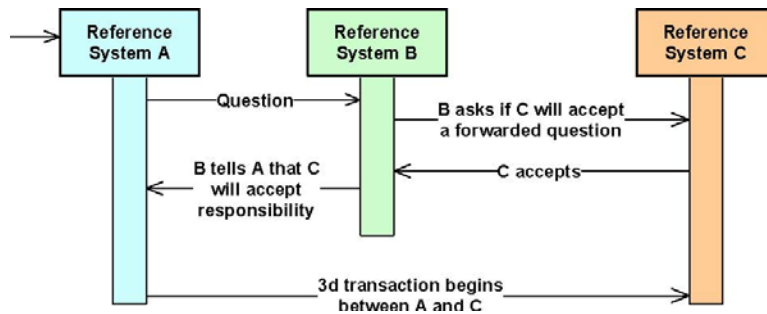 Reference
System A
Reference
System B
Reference
System C
Question
B asks if C will accept
a forwarded question
B tells A that C
will accept
responsibility
C accepts
3d transaction begins
between A and C